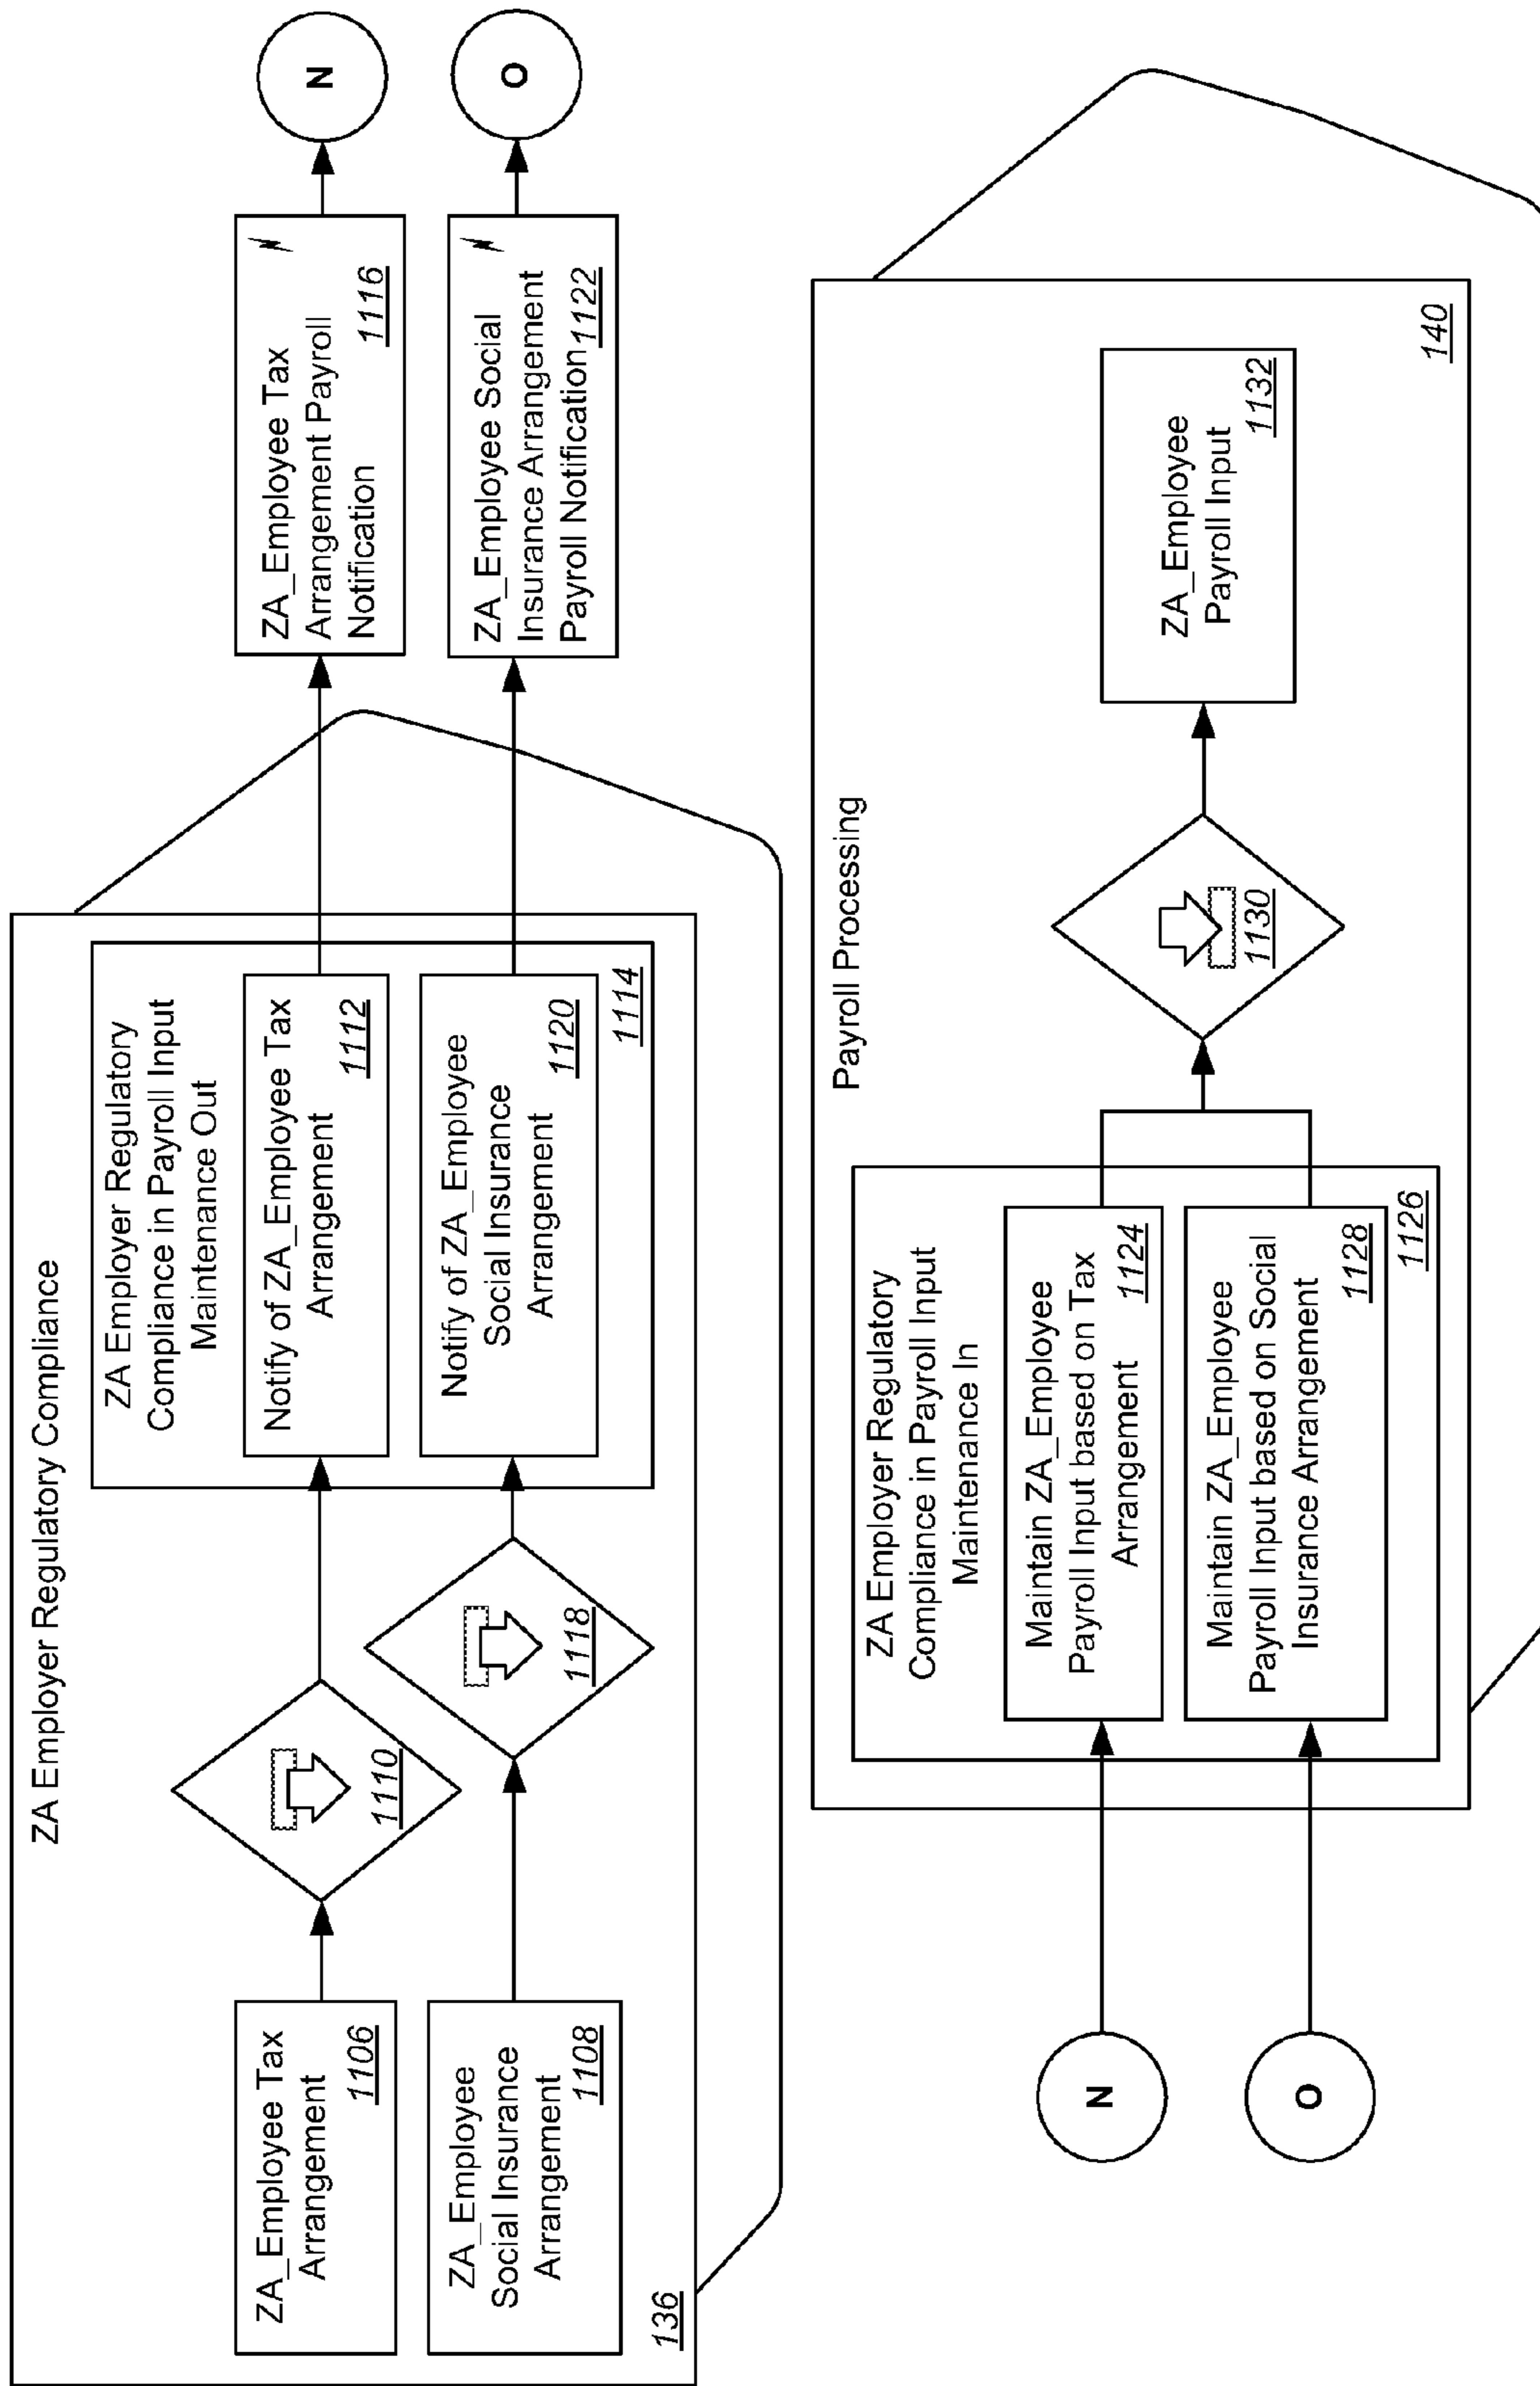 ZA Employer Regulatory Compliance
ZA_Employee Tax
Arrangement
1106
ZA_Employee
Social Insurance
Arrangement
1108
136
1110
1118
ZA Employer Regulatory
Compliance in Payroll Input
Maintenance Out
Notify of ZA_Employee Tax
Arrangement
1112
Notify of ZA_Employee
Social Insurance
Arrangement
1120
1114
ZA_Employee Tax
Arrangement Payroll
Notification
1116
ZA_Employee Social
Insurance Arrangement
Payroll Notification 1122
N
O
Payroll Processing
N
O
ZA Employer Regulatory
Compliance in Payroll Input
Maintenance In
Maintain ZA_Employee
Payroll Input based on Tax
Arrangement
1124
Maintain ZA_Employee
Payroll Input based on Social
Insurance Arrangement
1128
1126
1130
ZA_Employee
Payroll Input
1132
140